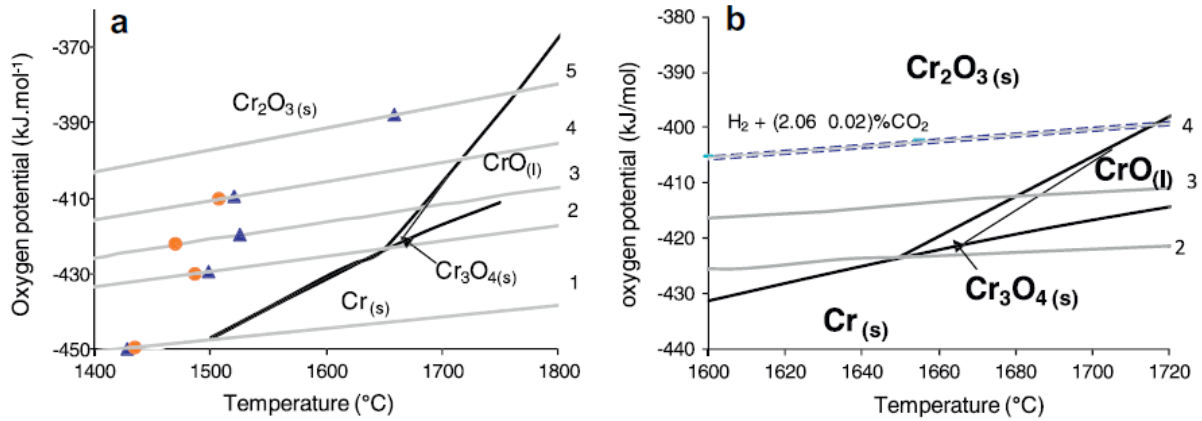 a
Oxygen potential (kJ.mol-1)
-370
-390
-410
-430
-450
1400
1500
1600
1700
1800
Temperature (°C)
Cr2O3 (s)
CrO(l)
Cr3O4(s)
Cr (s)
5
4
3
2
1
b
oxygen potential (kJ/mol)
-380
-390
-400
-410
-420
-430
-440
1600
1620
1640
1660
1680
1700
1720
Temperature (°C)
Cr2O3 (s)
H2 + (2.06 0.02)%CO2
CrO(l)
Cr3O4 (s)
Cr (s)
4
3
2